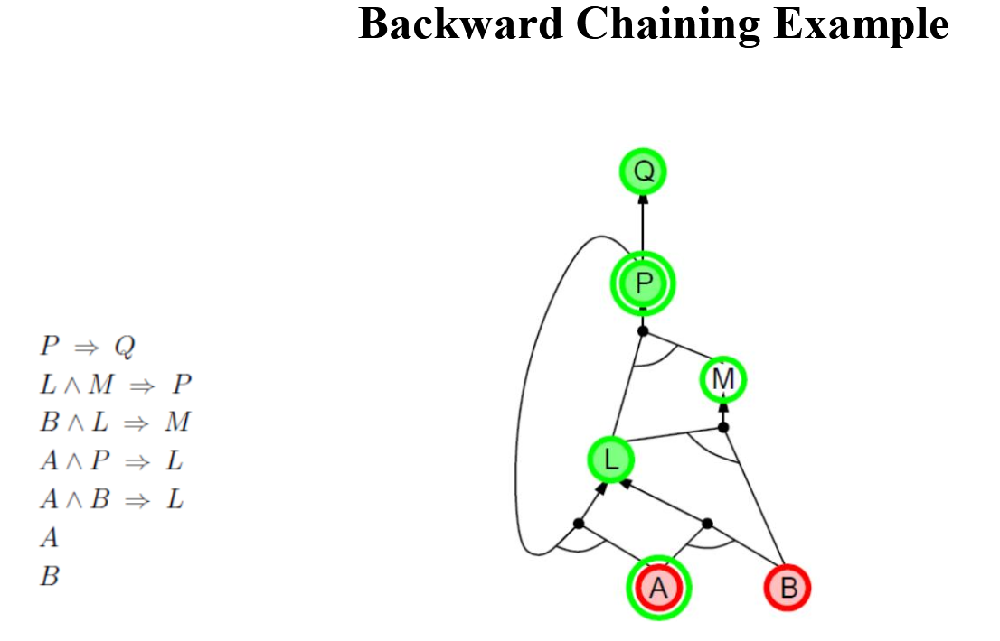 Backward Chaining Example
P ⇒ Q
L ∧ M ⇒ P
B ∧ L ⇒ M
A ∧ P ⇒ L
A ∧ B ⇒ L
A
B
Q
P
M
L
A
B